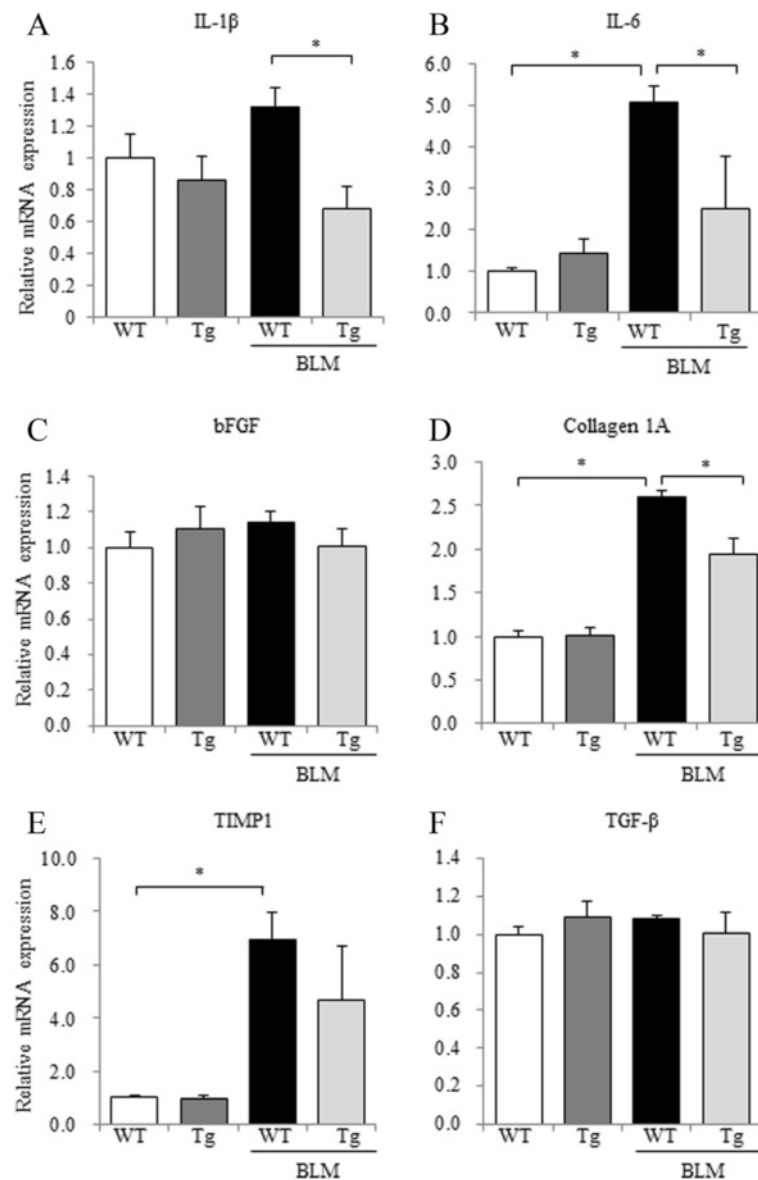 A
IL-1β
*
1.6
1.4
1.2
1
0.8
0.6
0.4
0.2
0
Relative mRNA expression
WT Tg WT Tg
BLM
B
IL-6
* *
6.0
5.0
4.0
3.0
2.0
1.0
0.0
WT Tg WT Tg
BLM
C
bFGF
1.4
1.2
1.0
0.8
0.6
0.4
0.2
0.0
Relative mRNA expression
WT Tg WT Tg
BLM
D
Collagen 1A
* *
3.0
2.5
2.0
1.5
1.0
0.5
0.0
WT Tg WT Tg
BLM
E
TIMP1
*
10.0
8.0
6.0
4.0
2.0
0.0
Relative mRNA expression
WT Tg WT Tg
BLM
F
TGF-β
1.4
1.2
1.0
0.8
0.6
0.4
0.2
0.0
WT Tg WT Tg
BLM